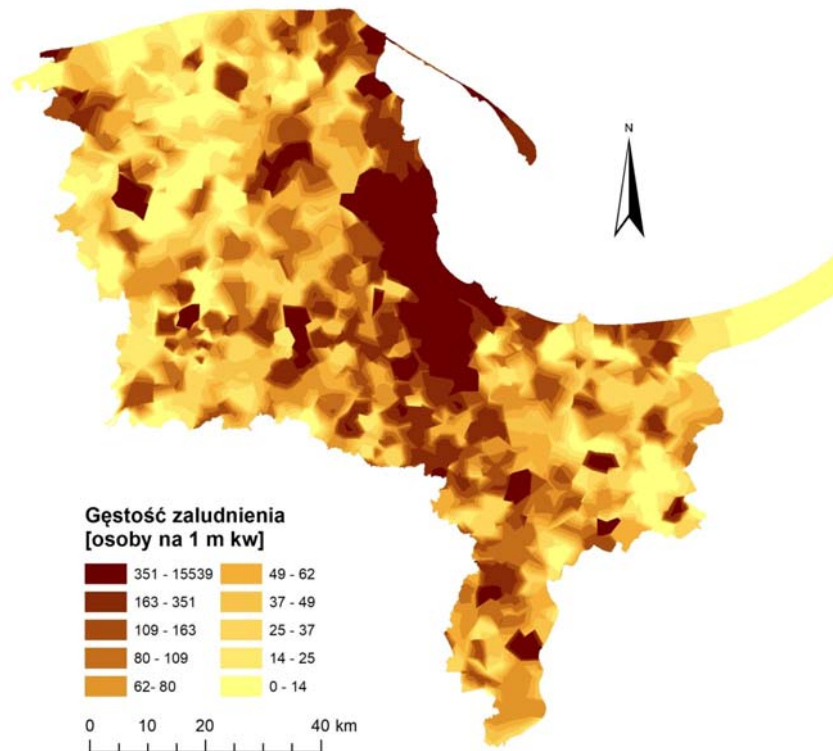 N
Gęstość zaludnienia
[osoby na 1 m kw]
351 - 15539
163 - 351
109 - 163
80 - 109
62- 80
49 - 62
37 - 49
25 - 37
14 - 25
0 - 14
0 10 20 40 km